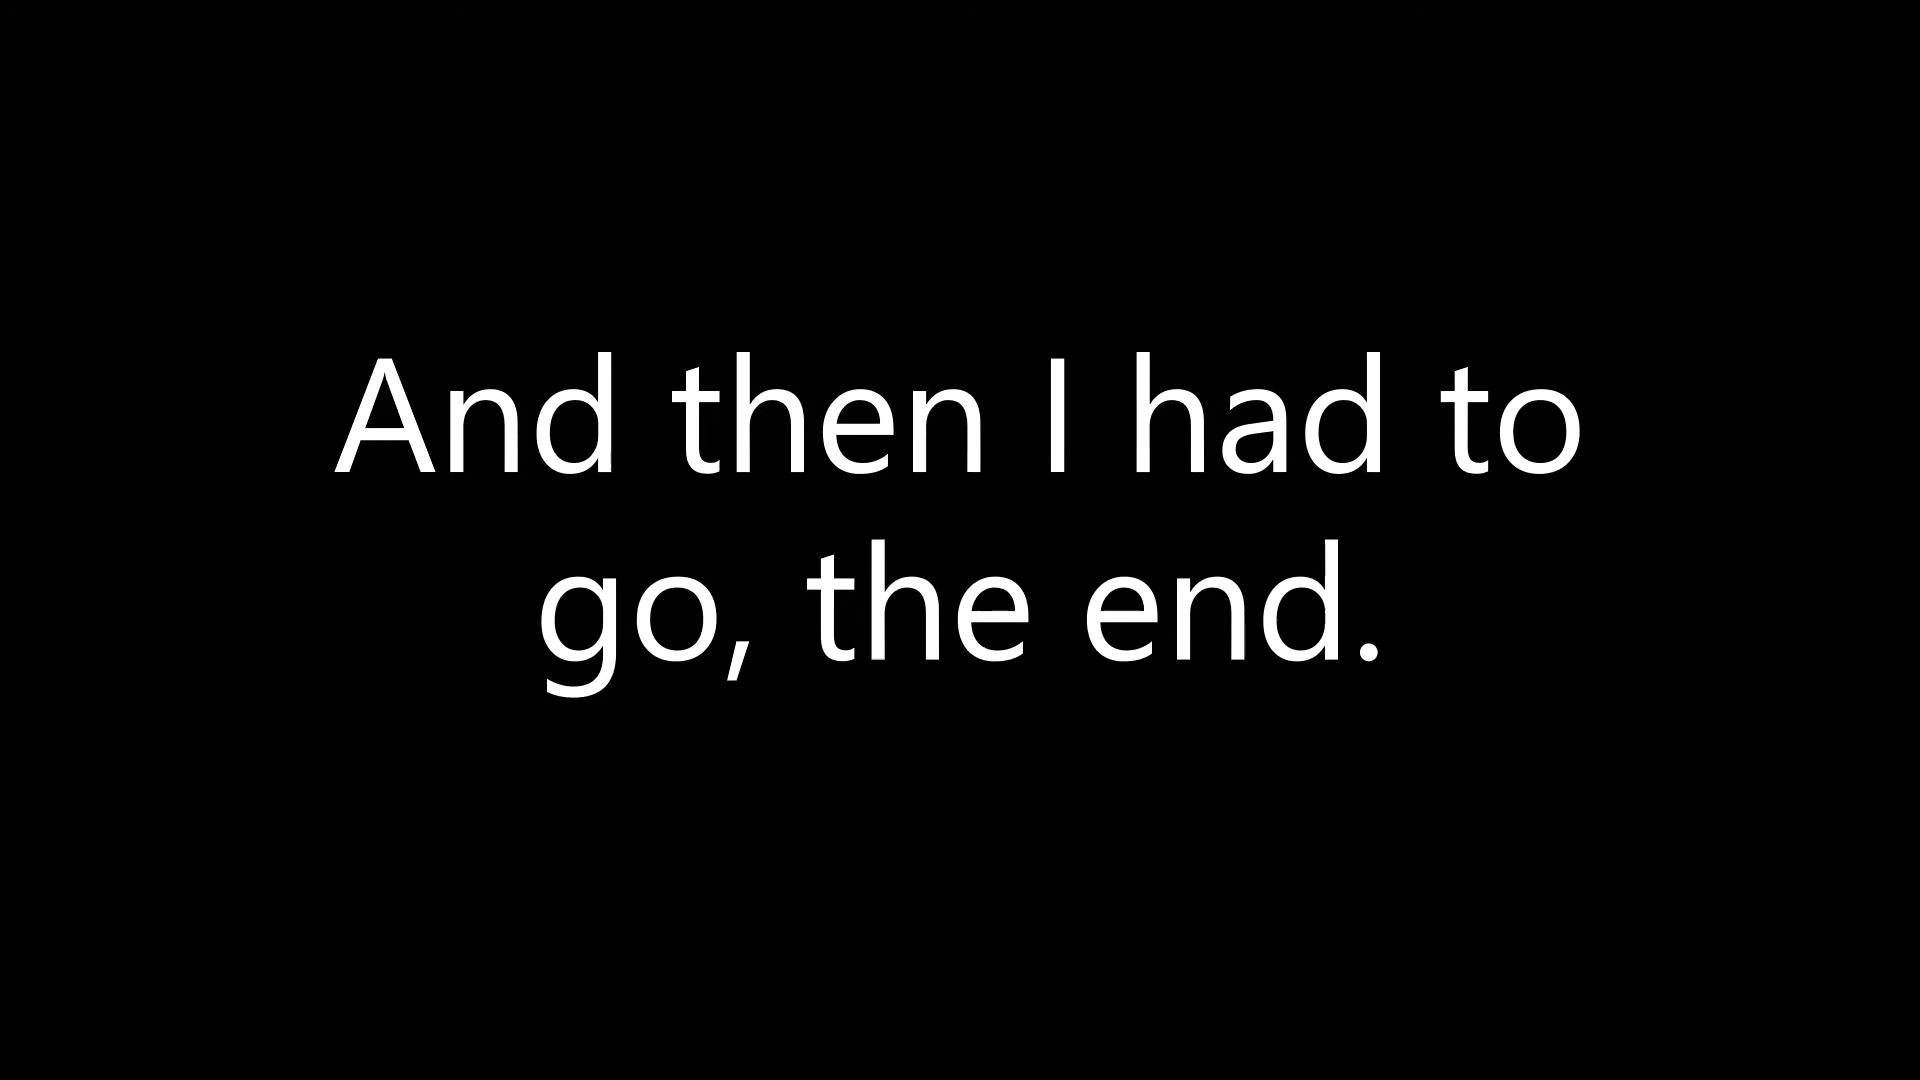 And then I had to
go, the end.